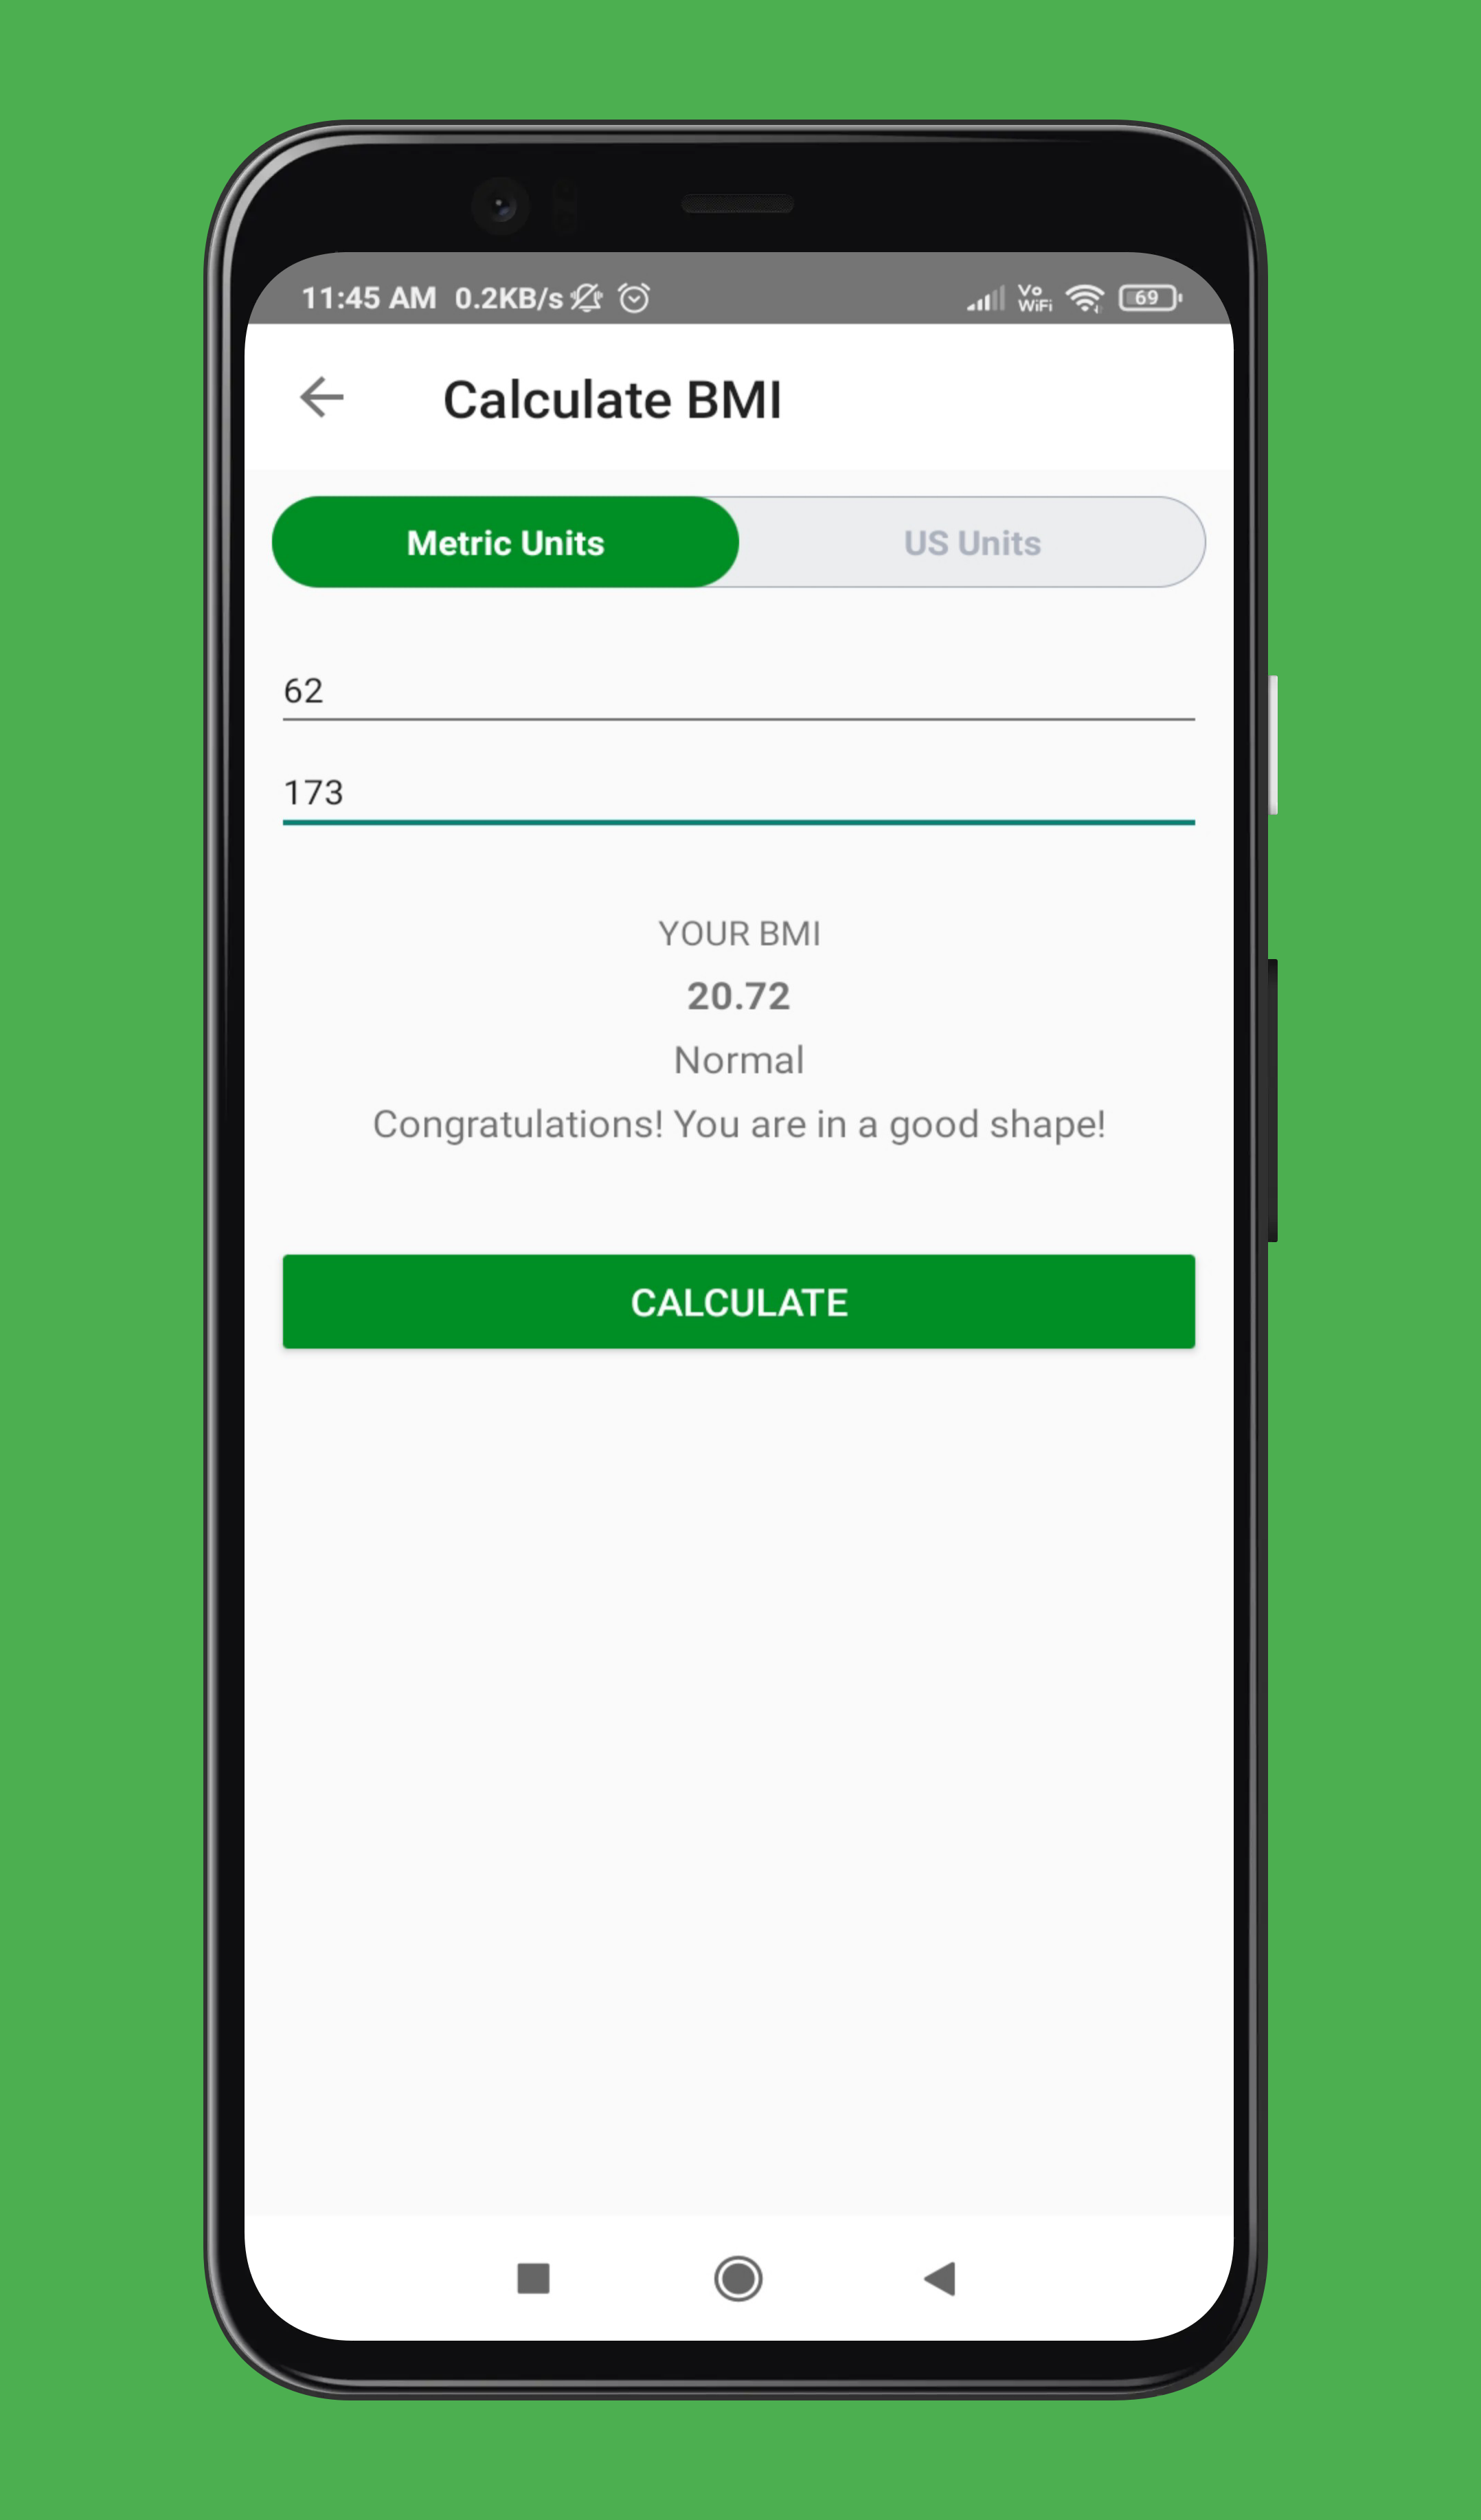 11:45 AM 0.2KB/s Vo WiFi 69
Calculate BMI
Metric Units US Units
62
173
YOUR BMI
20.72
Normal
Congratulations! You are in a good shape!
CALCULATE